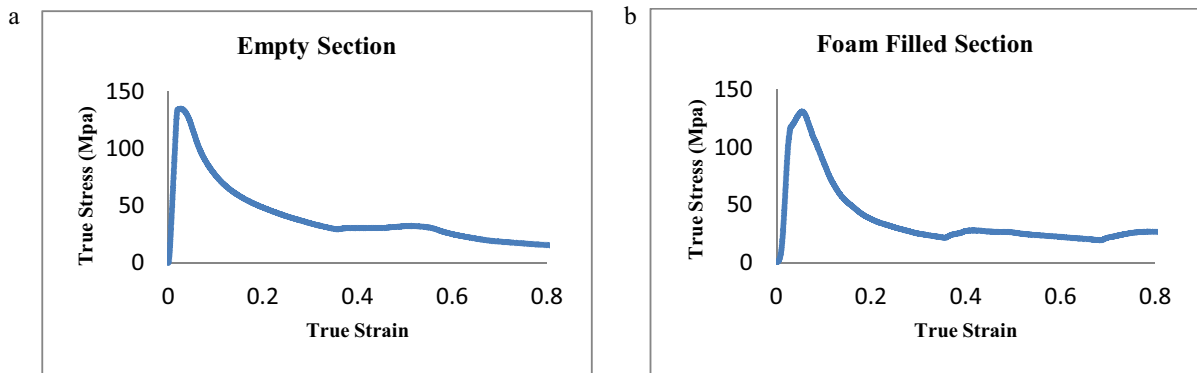 a
Empty Section
True Stress (Mpa)
150
100
50
0
0 0.2 0.4 0.6 0.8
True Strain
b
Foam Filled Section
True Stress (Mpa)
150
100
50
0
0 0.2 0.4 0.6 0.8
True Strain